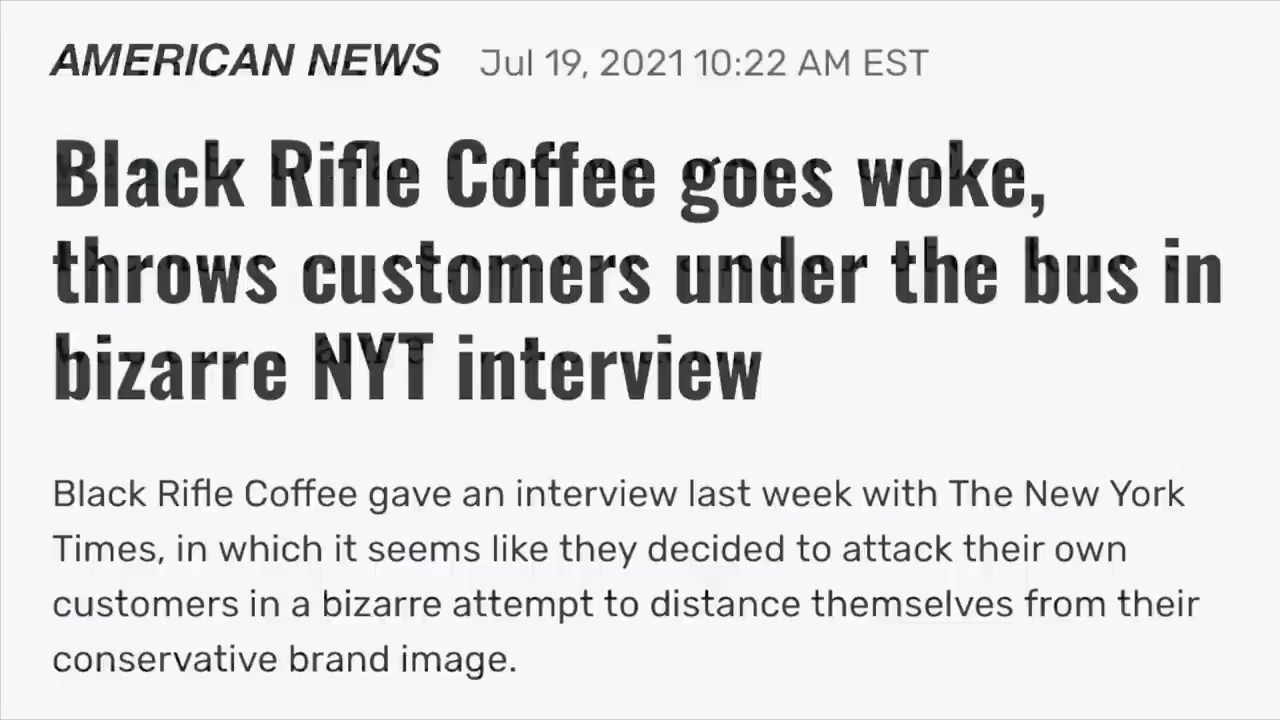 AMERICAN NEWS Jul 19, 2021 10:22 AM EST
Black Rifle Coffee goes woke,
throws customers under the bus in
bizarre NYT interview
Black Rifle Coffee gave an interview last week with The New York
Times, in which it seems like they decided to attack their own
customers in a bizarre attempt to distance themselves from their
conservative brand image.